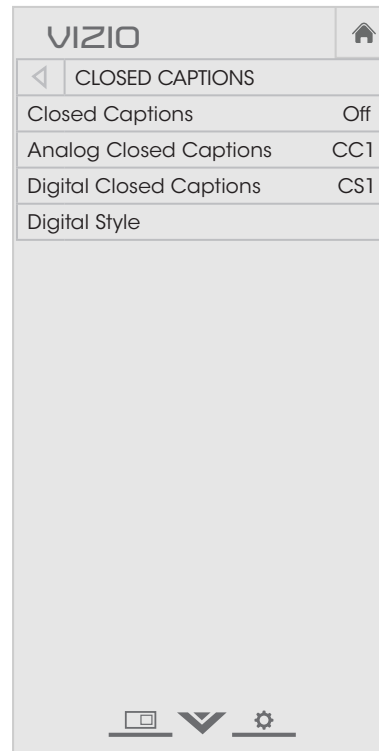 VIZIO
CLOSED CAPTIONS
Closed Captions Off
Analog Closed Captions CC1
Digital Closed Captions CS1
Digital Style